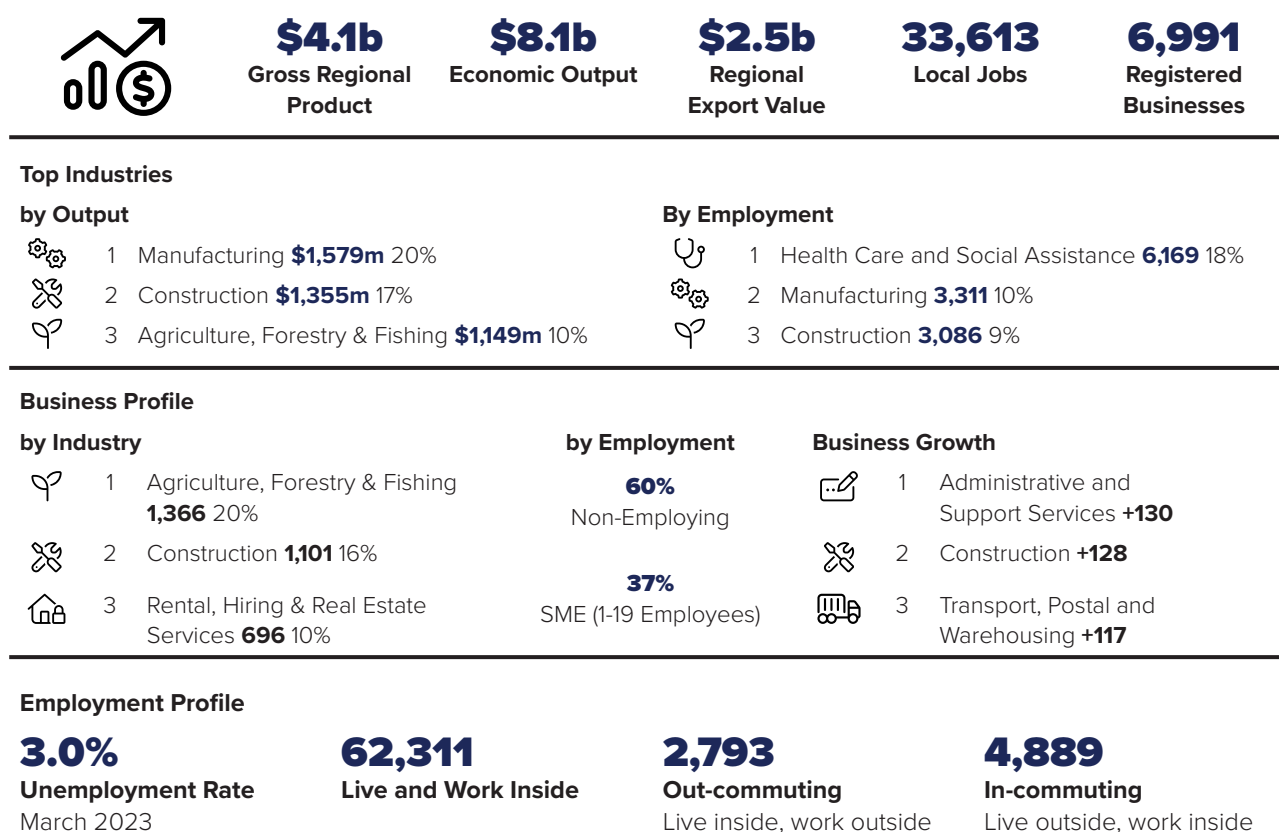 $4.1b
Gross Regional
Product
$8.1b
Economic Output
$2.5b
Regional
Export Value
33,613
Local Jobs
6,991
Registered
Businesses
Top Industries
by Output
1 Manufacturing $1,579m 20%
2 Construction $1,355m 17%
3 Agriculture, Forestry & Fishing $1,149m 10%
By Employment
1 Health Care and Social Assistance 6,169 18%
2 Manufacturing 3,311 10%
3 Construction 3,086 9%
Business Profile
by Industry
1 Agriculture, Forestry & Fishing
1,366 20%
2 Construction 1,101 16%
3 Rental, Hiring & Real Estate
Services 696 10%
by Employment
60%
Non-Employing
37%
SME (1-19 Employees)
Business Growth
1 Administrative and
Support Services +130
2 Construction +128
3 Transport, Postal and
Warehousing +117
Employment Profile
3.0%
Unemployment Rate
March 2023
62,311
Live and Work Inside
2,793
Out-commuting
Live inside, work outside
4,889
In-commuting
Live outside, work inside